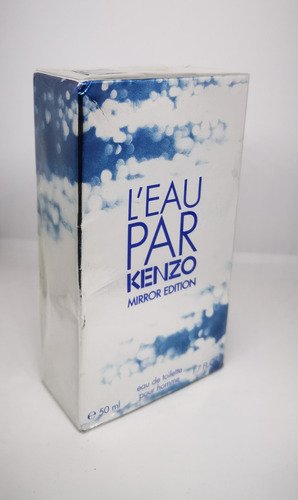 L'EAU
PAR
KENZO
MIRROR EDITION
eau de toilette
pour homme
e 50 ml